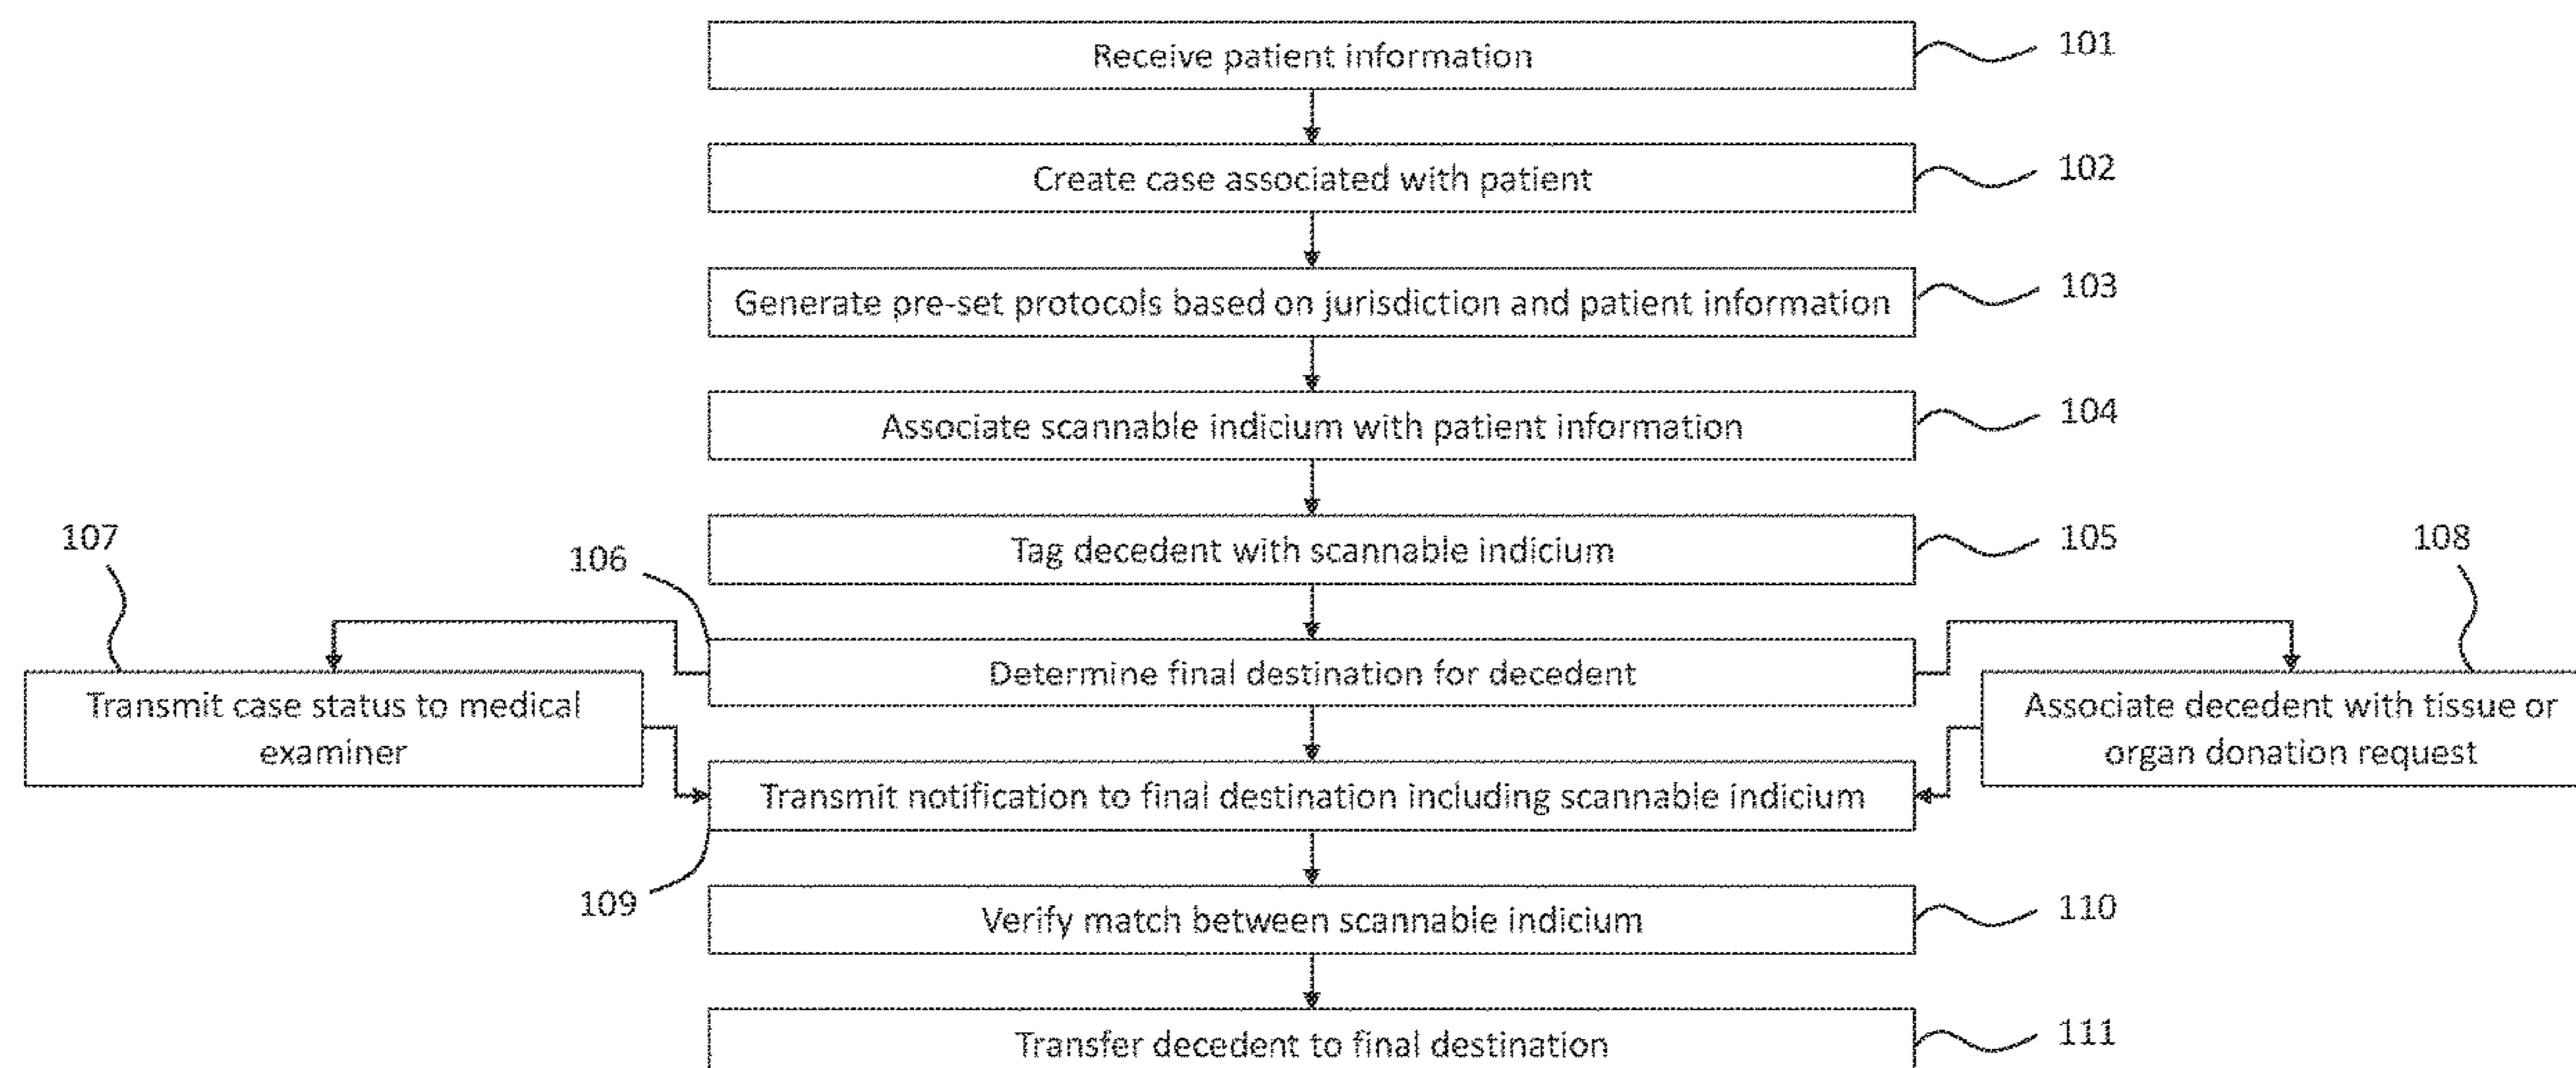 Receive patient information
101
Create case associated with patient
102
Generate pre-set protocols based on jurisdiction and patient information
103
Associate scannable indicium with patient information
104
Tag decedent with scannable indicium
105
106
Determine final destination for decedent
107
Transmit case status to medical
examiner
108
Associate decedent with tissue or
organ donation request
Transmit notification to final destination including scannable indicium
109
Verify match between scannable indicium
110
Transfer decedent to final destination
111